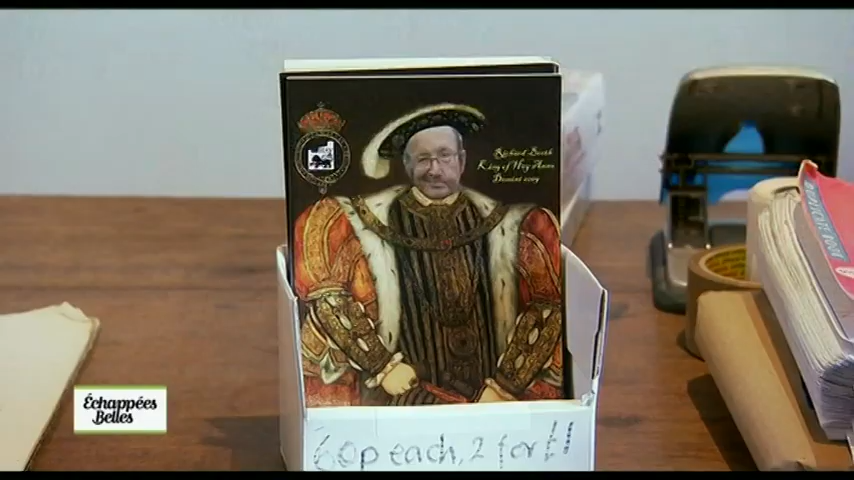 Richard Booth
King of Hay Anno
Domini 2009
60p each, 2 for £1
Échappées
Belles